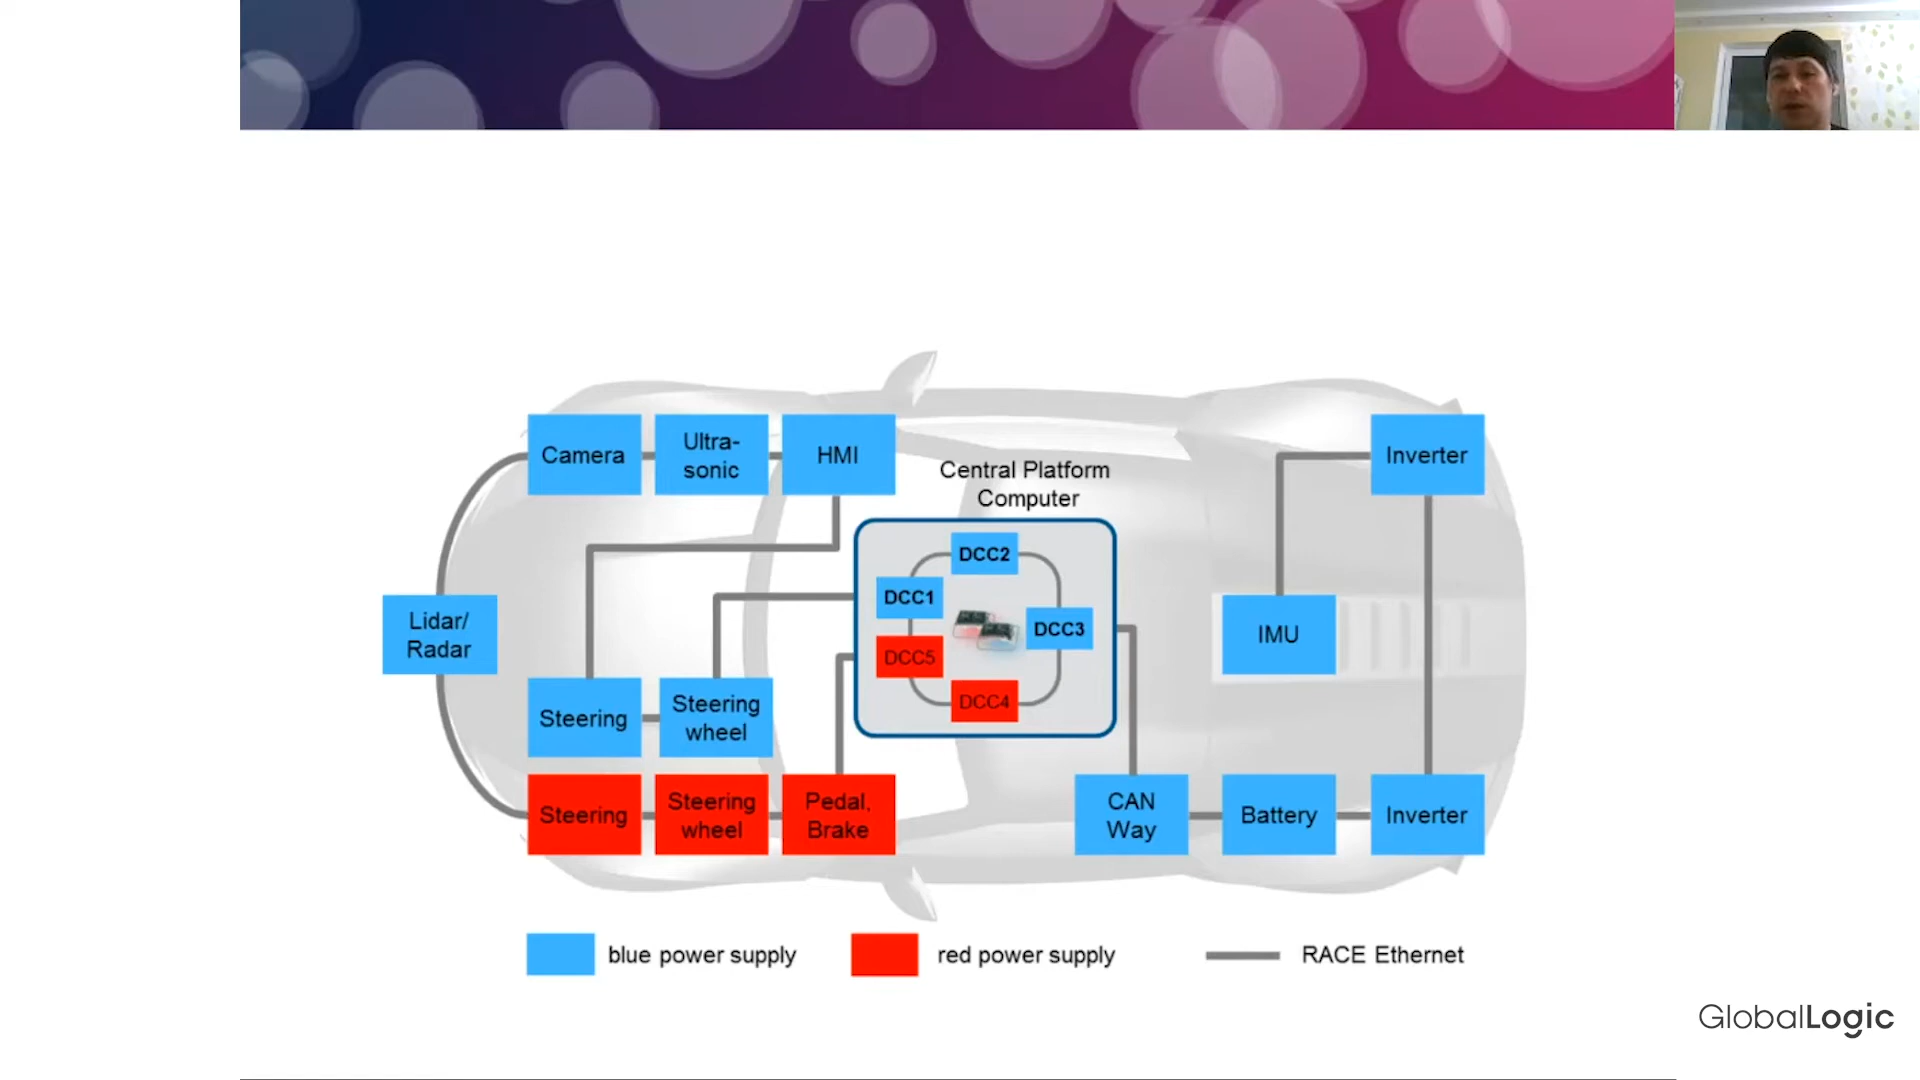 Camera
Ultra-
sonic
HMI
Central Platform
Computer
Inverter
DCC2
DCC1
DCC3
DCC5
DCC4
Lidar/
Radar
IMU
Steering
Steering
wheel
Steering
Steering
wheel
Pedal,
Brake
CAN
Way
Battery
Inverter
blue power supply
red power supply
RACE Ethernet
GlobalLogic